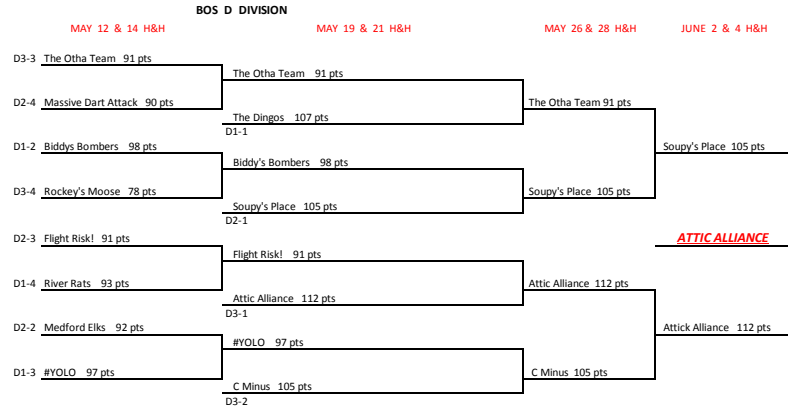 BOS D DIVISION
MAY 12 & 14 H&H MAY 19 & 21 H&H MAY 26 & 28 H&H JUNE 2 & 4 H&H
D3-3 The Otha Team 91 pts
The Otha Team 91 pts
D2-4 Massive Dart Attack 90 pts
The Otha Team 91 pts
The Dingos 107 pts
D1-1
D1-2 Biddys Bombers 98 pts
Soupy's Place 105 pts
Biddy's Bombers 98 pts
D3-4 Rockey's Moose 78 pts
Soupy's Place 105 pts
Soupy's Place 105 pts
D2-1
D2-3 Flight Risk! 91 pts
ATTIC ALLIANCE
Flight Risk! 91 pts
D1-4 River Rats 93 pts
Attic Alliance 112 pts
Attic Alliance 112 pts
D3-1
D2-2 Medford Elks 92 pts
Attick Alliance 112 pts
#YOLO 97 pts
D1-3 #YOLO 97 pts
C Minus 105 pts
C Minus 105 pts
D3-2